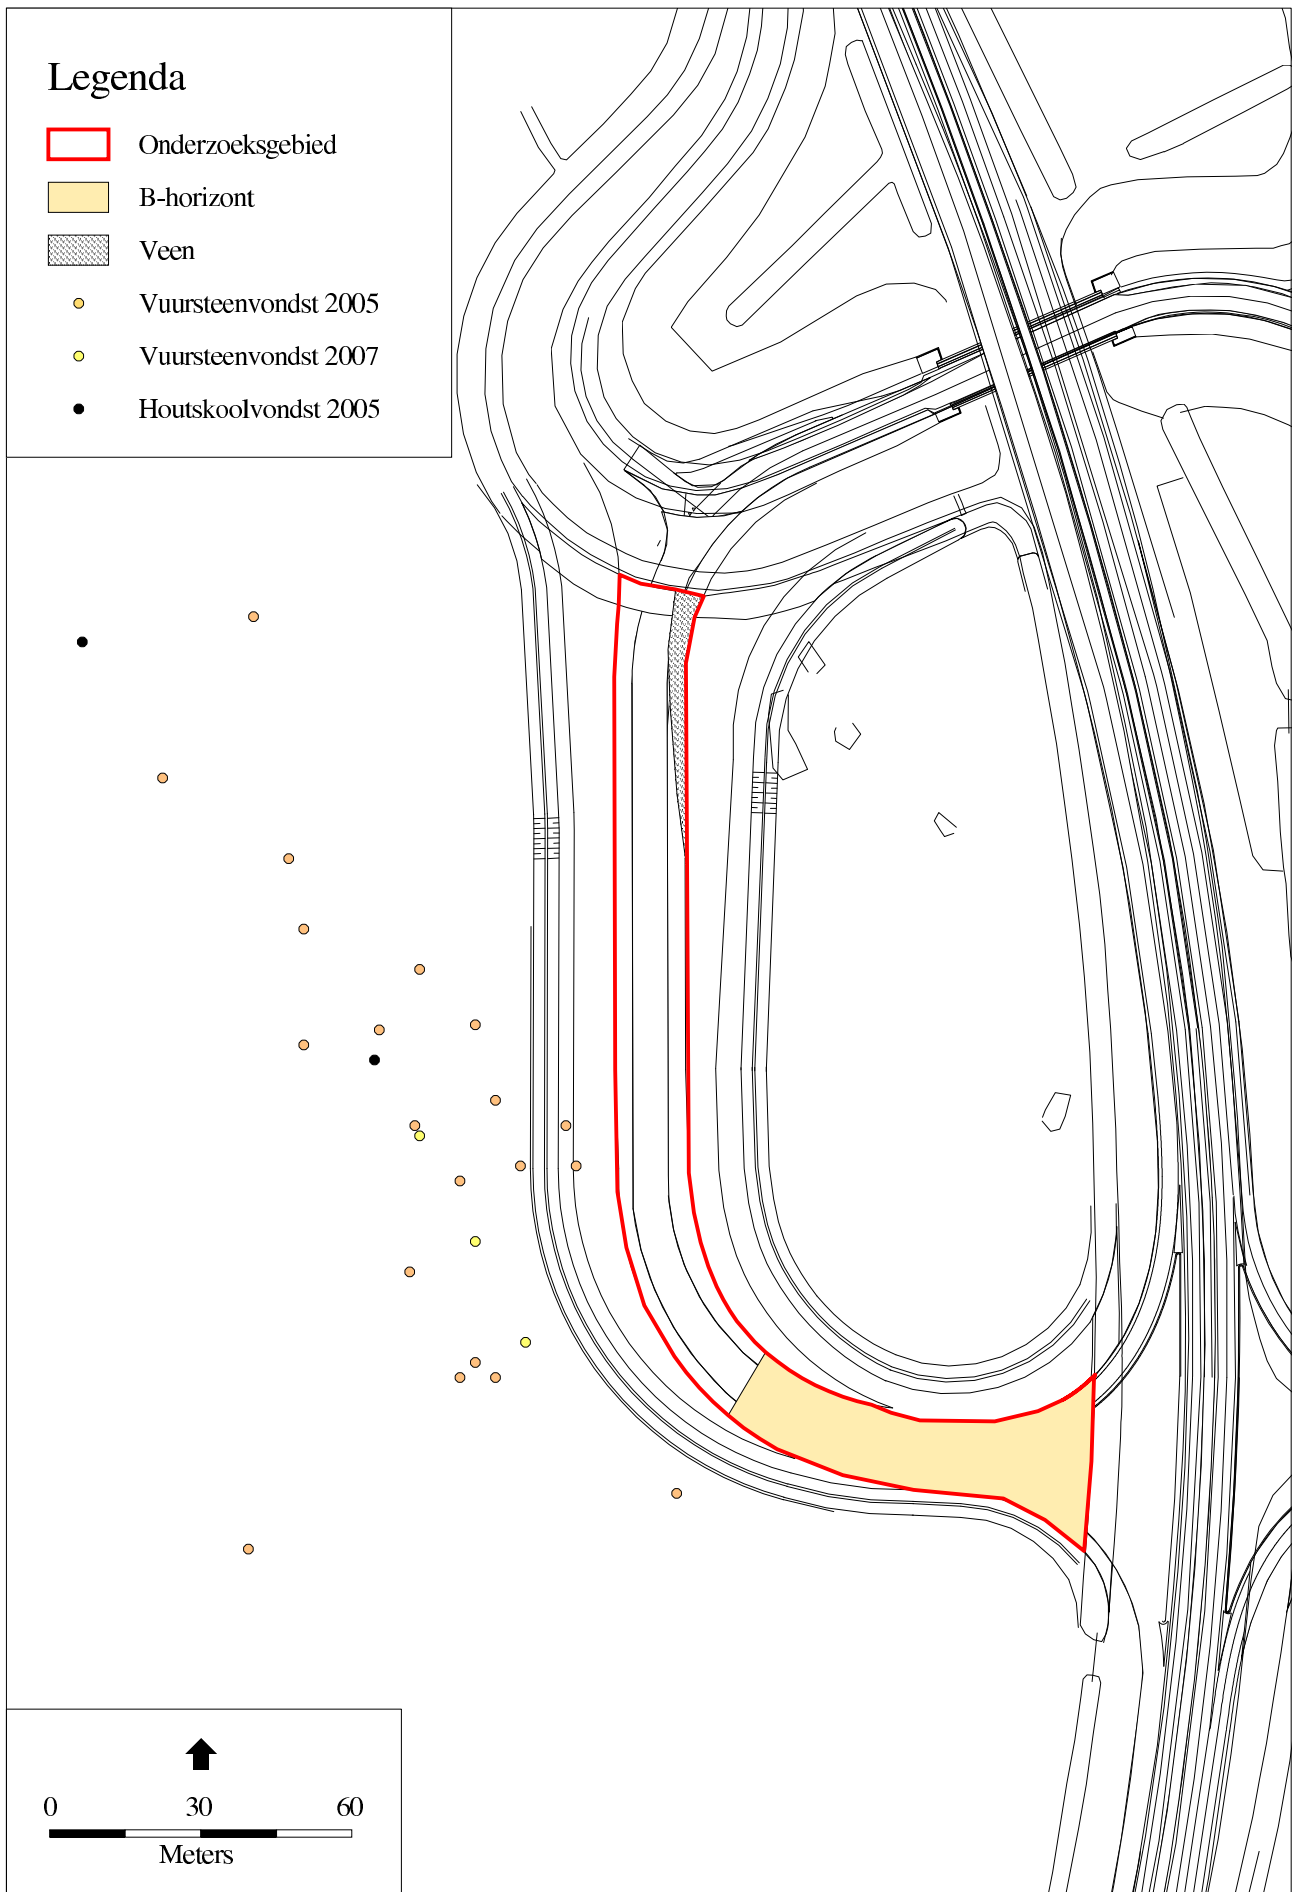 Legenda
Onderzoeksgebied
B-horizont
Veen
Vuursteenvondst 2005
Vuursteenvondst 2007
Houtskoolvondst 2005
0 30 60
Meters